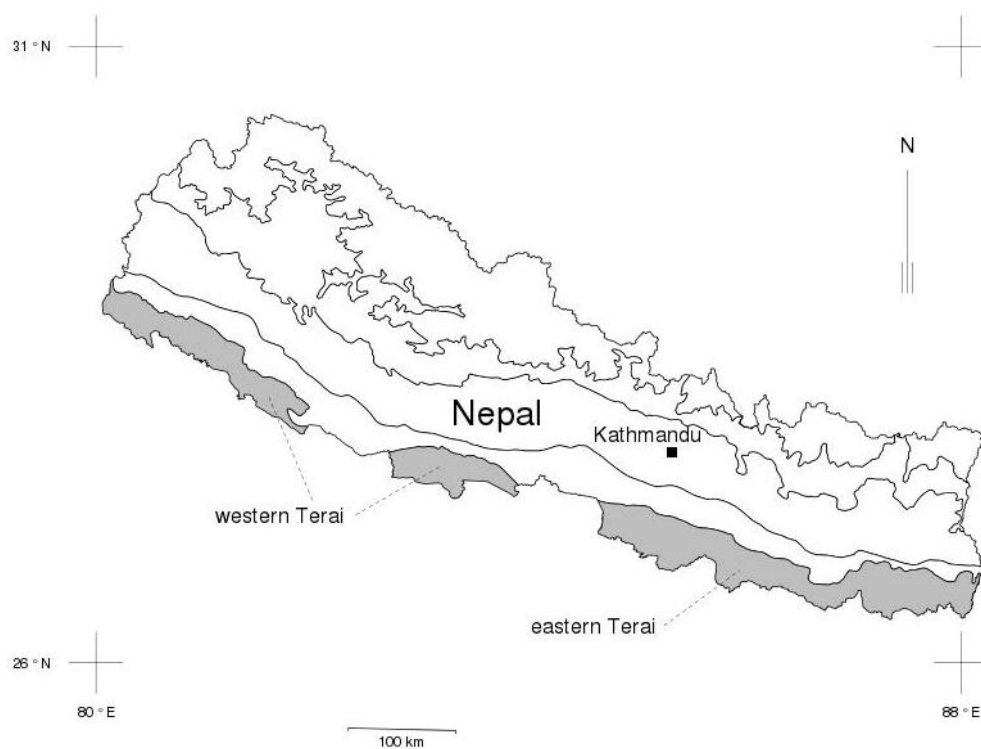 31 ° N
N
Nepal
Kathmandu
western Terai
eastern Terai
26 ° N
80 ° E
88 ° E
100 km